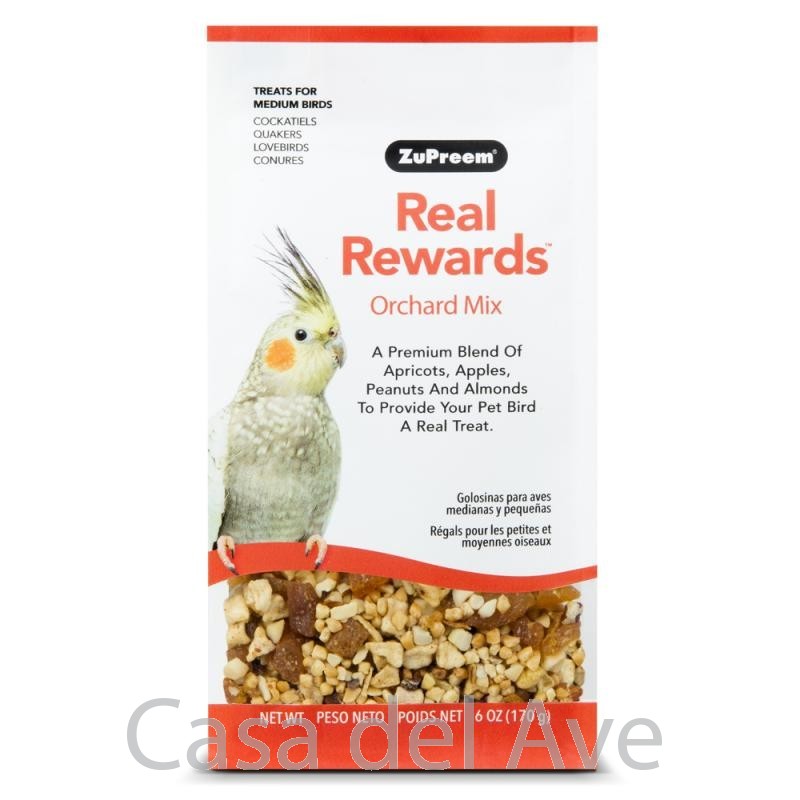 TREATS FOR
MEDIUM BIRDS
COCKATIELS
QUAKERS
LOVEBIRDS
CONURES
ZuPreem®
Real
Rewards™
Orchard Mix
A Premium Blend Of
Apricots, Apples,
Peanuts And Almonds
To Provide Your Pet Bird
A Real Treat.
Golosinas para aves
medianas y pequeñas
Régals pour les petites et
moyennes oiseaux
NET WT PESO NETO POIDS NET 6 OZ (170 g)
Casa del Ave